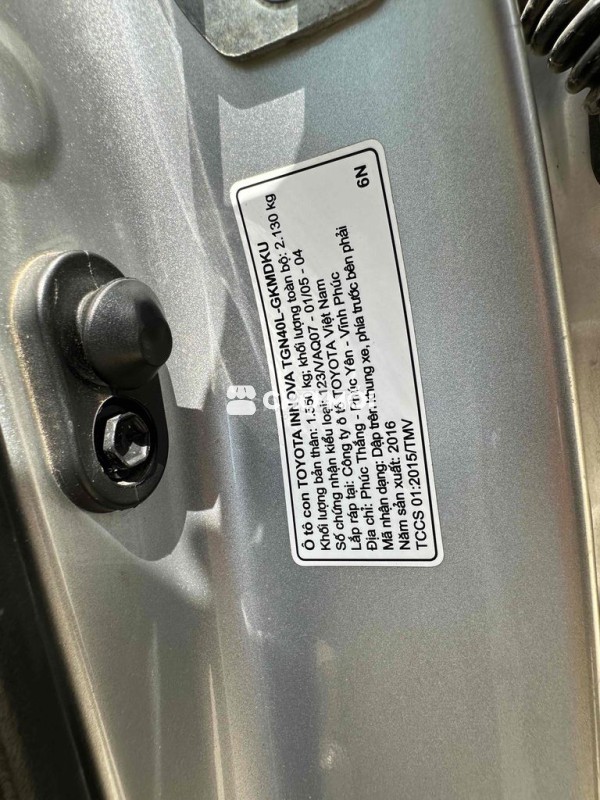 Ô tô con TOYOTA INNOVA TGN40L-GKMDKU
Khối lượng bản thân: kg; khối lượng toàn bộ: 2.130 kg
Số chứng nhận kiểu loại: 123/VAQ07 - 01/05 - 04
Lắp ráp tại: Công ty ô tô TOYOTA Việt Nam
Địa chỉ: Phúc Thắng - Phúc Yên - Vĩnh Phúc
Mã nhận dạng: Dập trên khung xe, phía trước bên phải
Năm sản xuất: 2016
TCCS 01:2015/TMV
6N